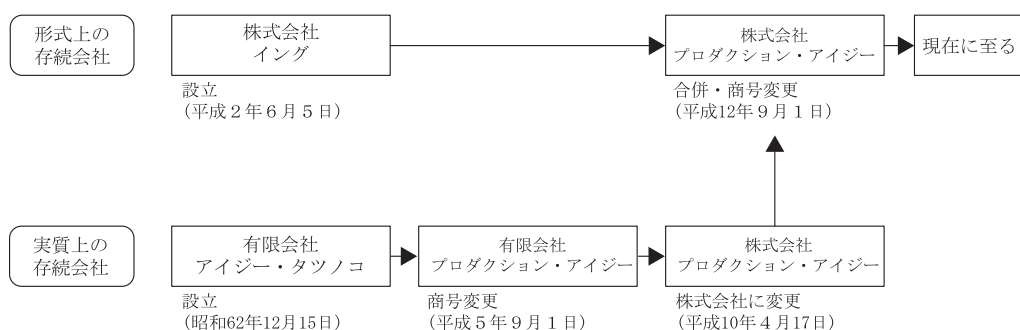 形式上の
存続会社
株式会社
イング
株式会社
プロダクション・アイジー
現在に至る
設立
(平成２年６月５日)
合併・商号変更
(平成12年９月１日)
実質上の
存続会社
有限会社
アイジー・タツノコ
有限会社
プロダクション・アイジー
株式会社
プロダクション・アイジー
設立
(昭和62年12月15日)
商号変更
(平成５年９月１日)
株式会社に変更
(平成10年４月17日)